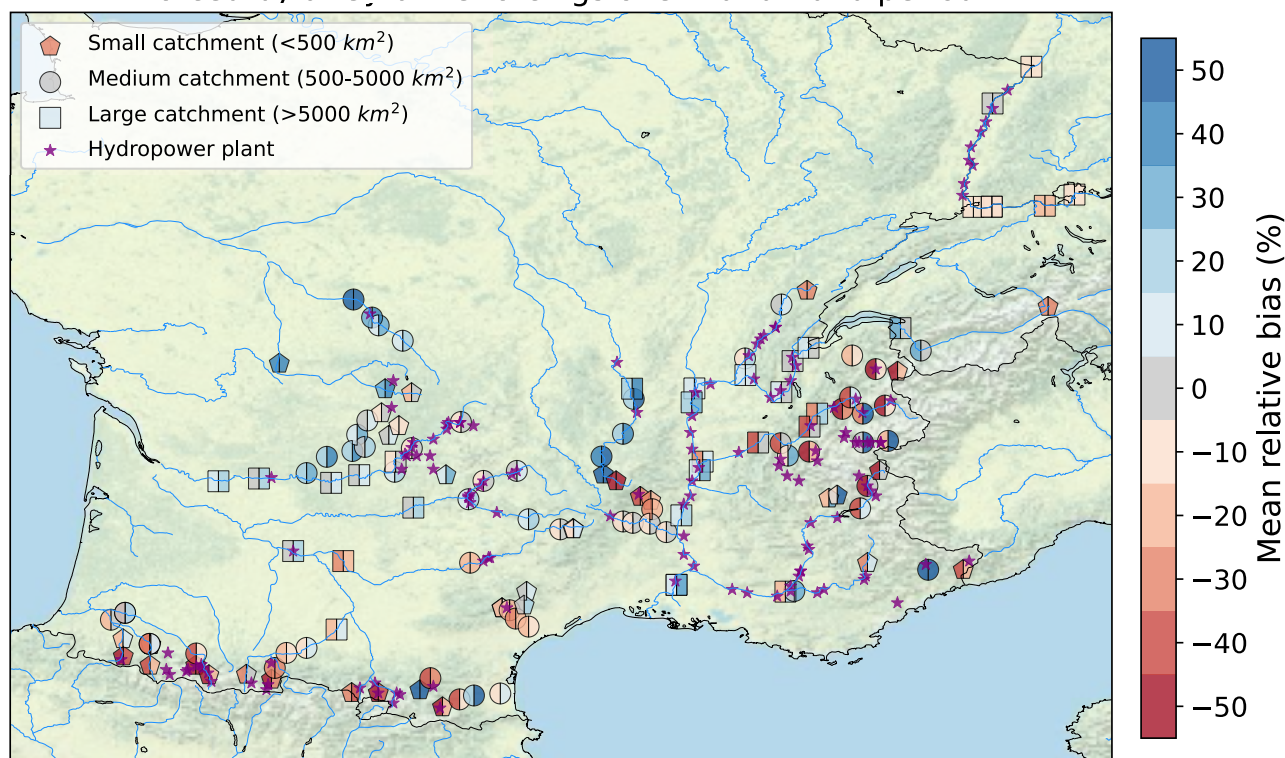 Small catchment (<500 km²)
Medium catchment (500-5000 km²)
Large catchment (>5000 km²)
Hydropower plant
50
40
30
20
10
0
−10
−20
−30
−40
−50
Mean relative bias (%)